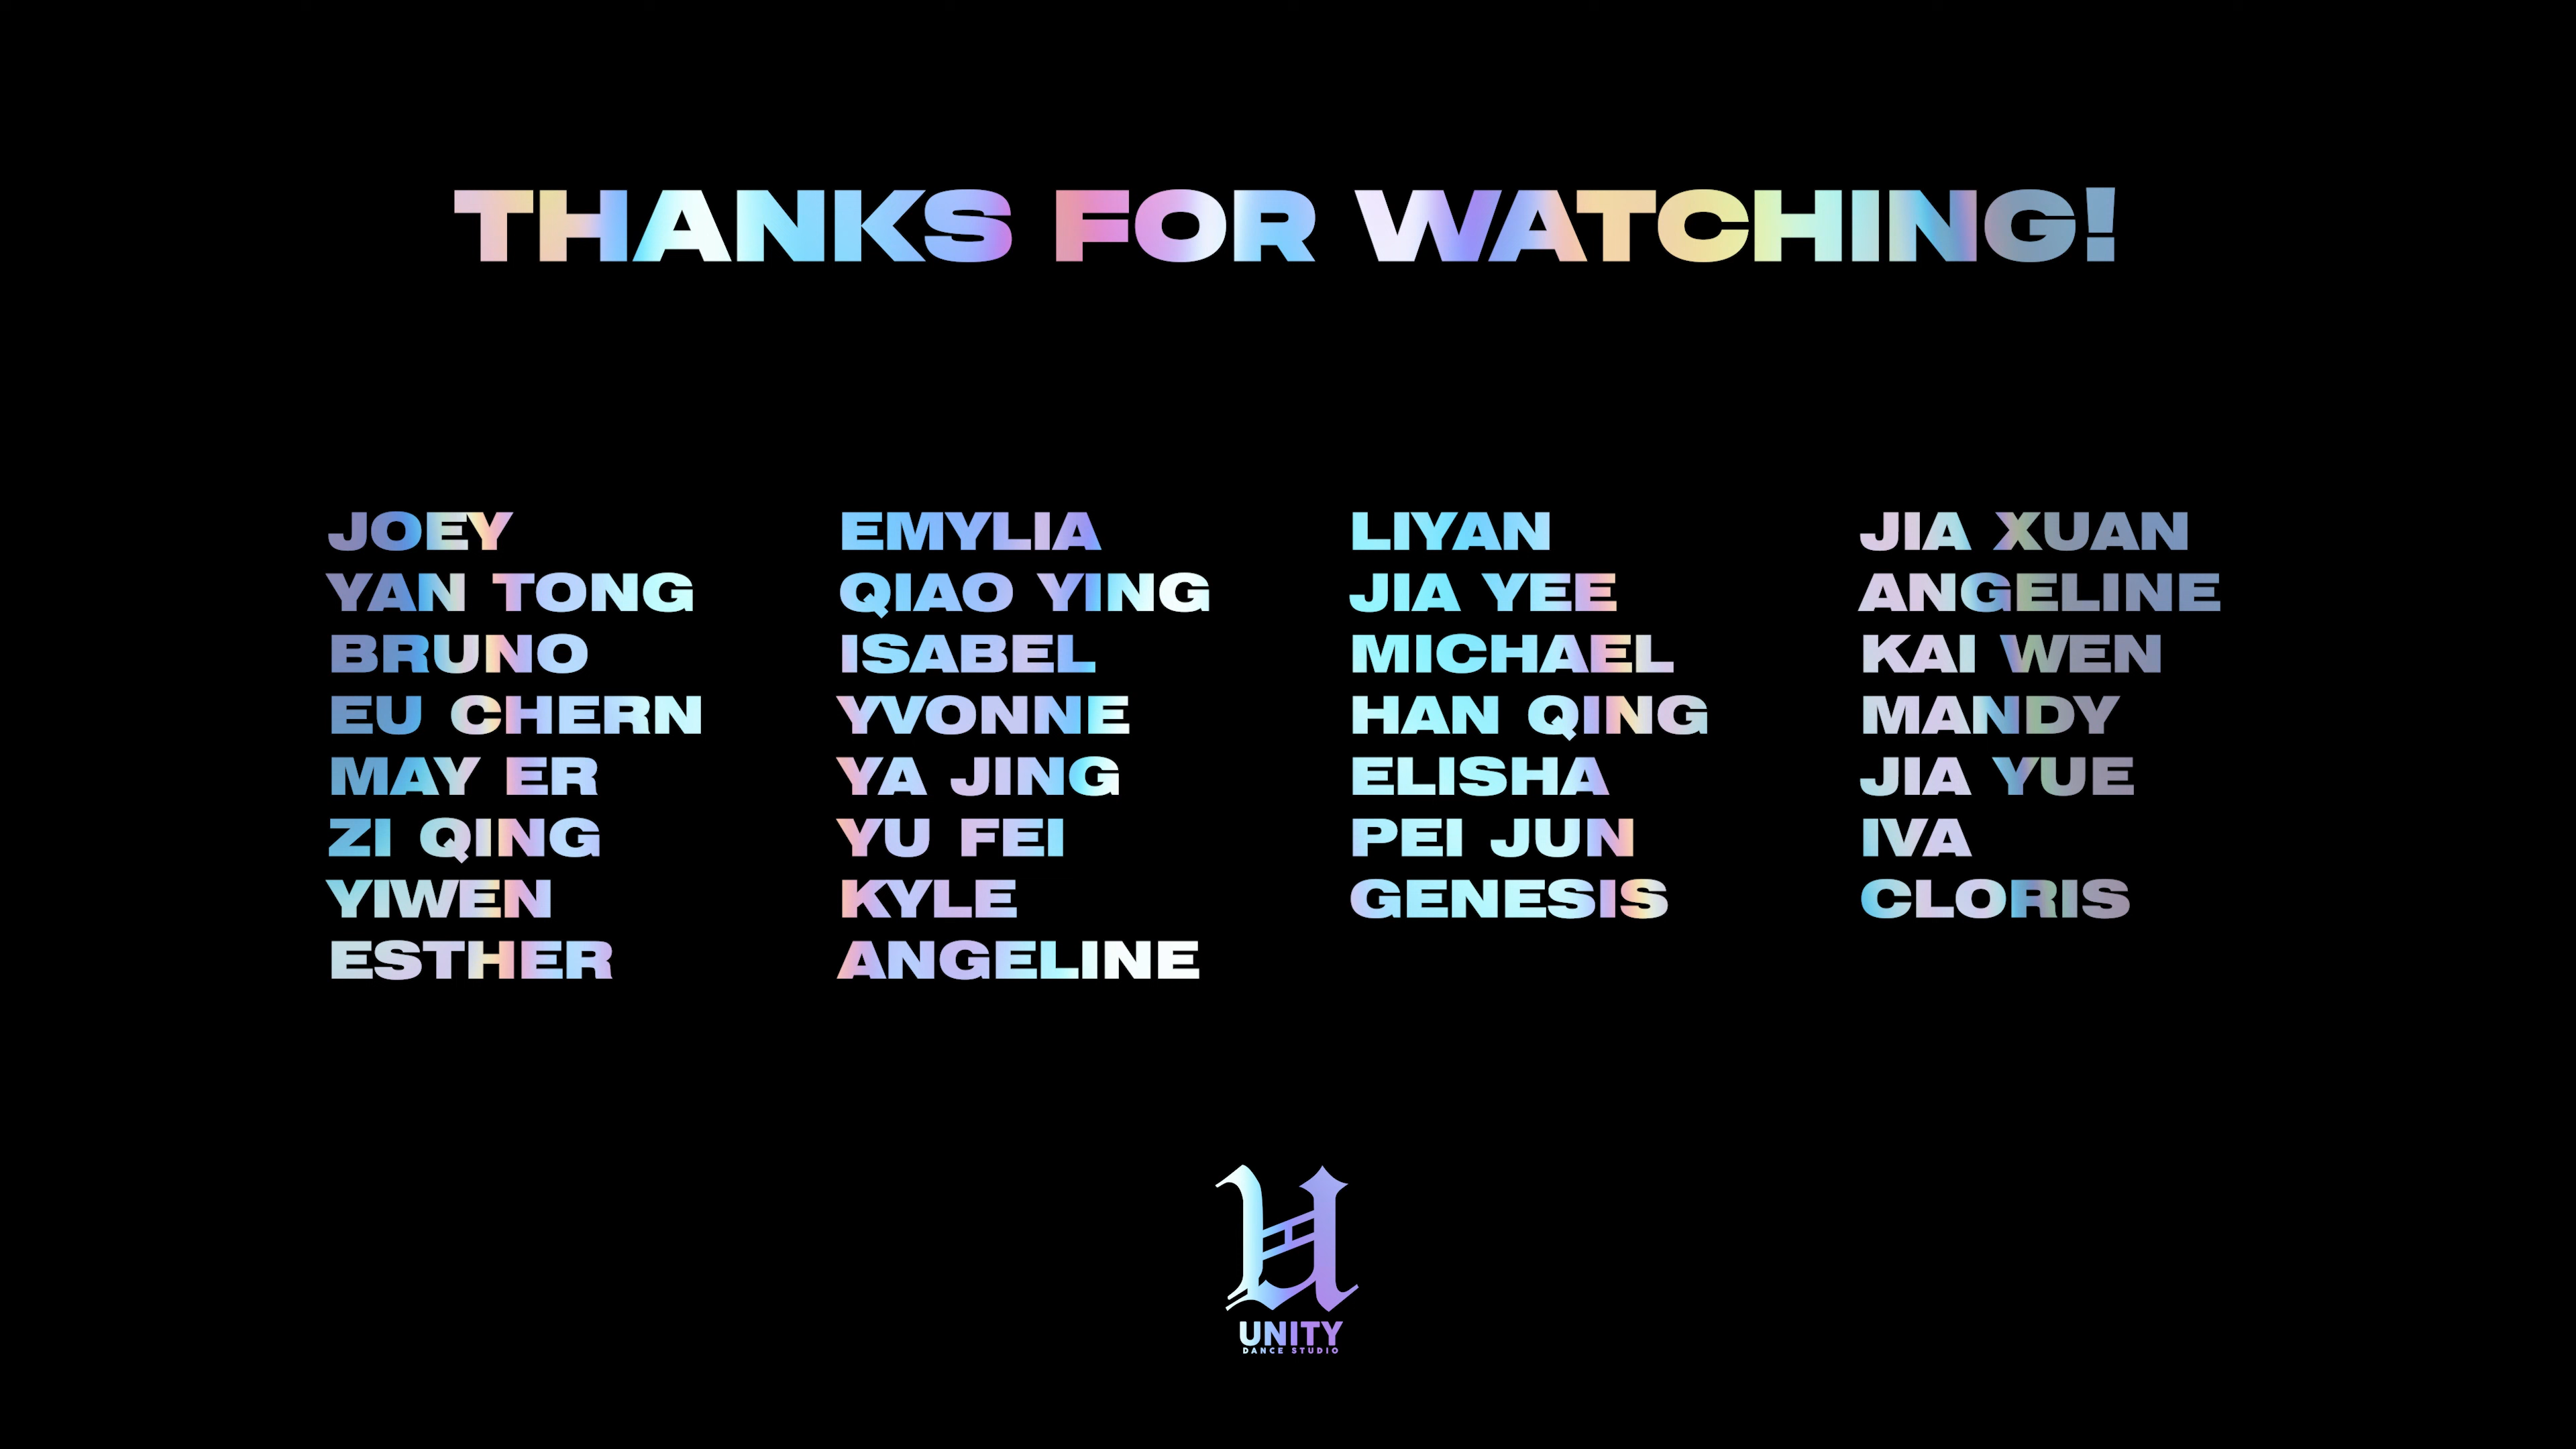 THANKS FOR WATCHING!
JOEY
YAN TONG
BRUNO
EU CHERN
MAY ER
ZI QING
YIWEN
ESTHER
EMYLIA
QIAO YING
ISABEL
YVONNE
YA JING
YU FEI
KYLE
ANGELINE
LIYAN
JIA YEE
MICHAEL
HAN QING
ELISHA
PEI JUN
GENESIS
JIA XUAN
ANGELINE
KAI WEN
MANDY
JIA YUE
IVA
CLORIS
U
UNITY
DANCE STUDIO